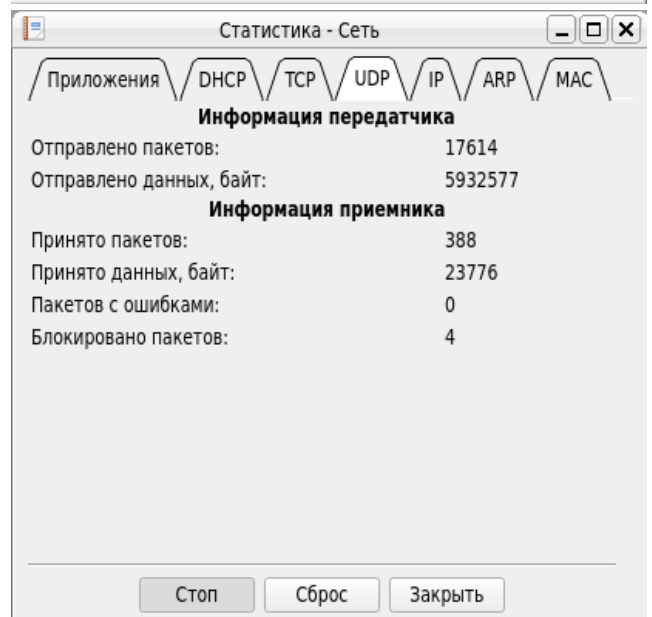 Статистика - Сеть
Приложения DHCP TCP UDP IP ARP MAC
Информация передатчика
Отправлено пакетов: 17614
Отправлено данных, байт: 5932577
Информация приемника
Принято пакетов: 388
Принято данных, байт: 23776
Пакетов с ошибками: 0
Блокировано пакетов: 4
Стоп Сброс Закрыть